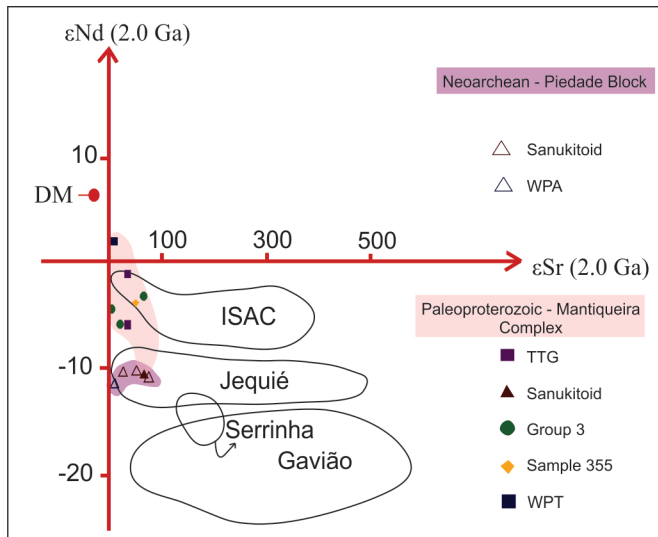 εNd (2.0 Ga)
Neoarchean - Piedade Block
Sanukitoid
WPA
10
DM
100
300
500
εSr (2.0 Ga)
ISAC
Paleoproterozoic - Mantiqueira
Complex
TTG
Sanukitoid
Group 3
Sample 355
WPT
-10
Jequié
Serrinha
Gavião
-20